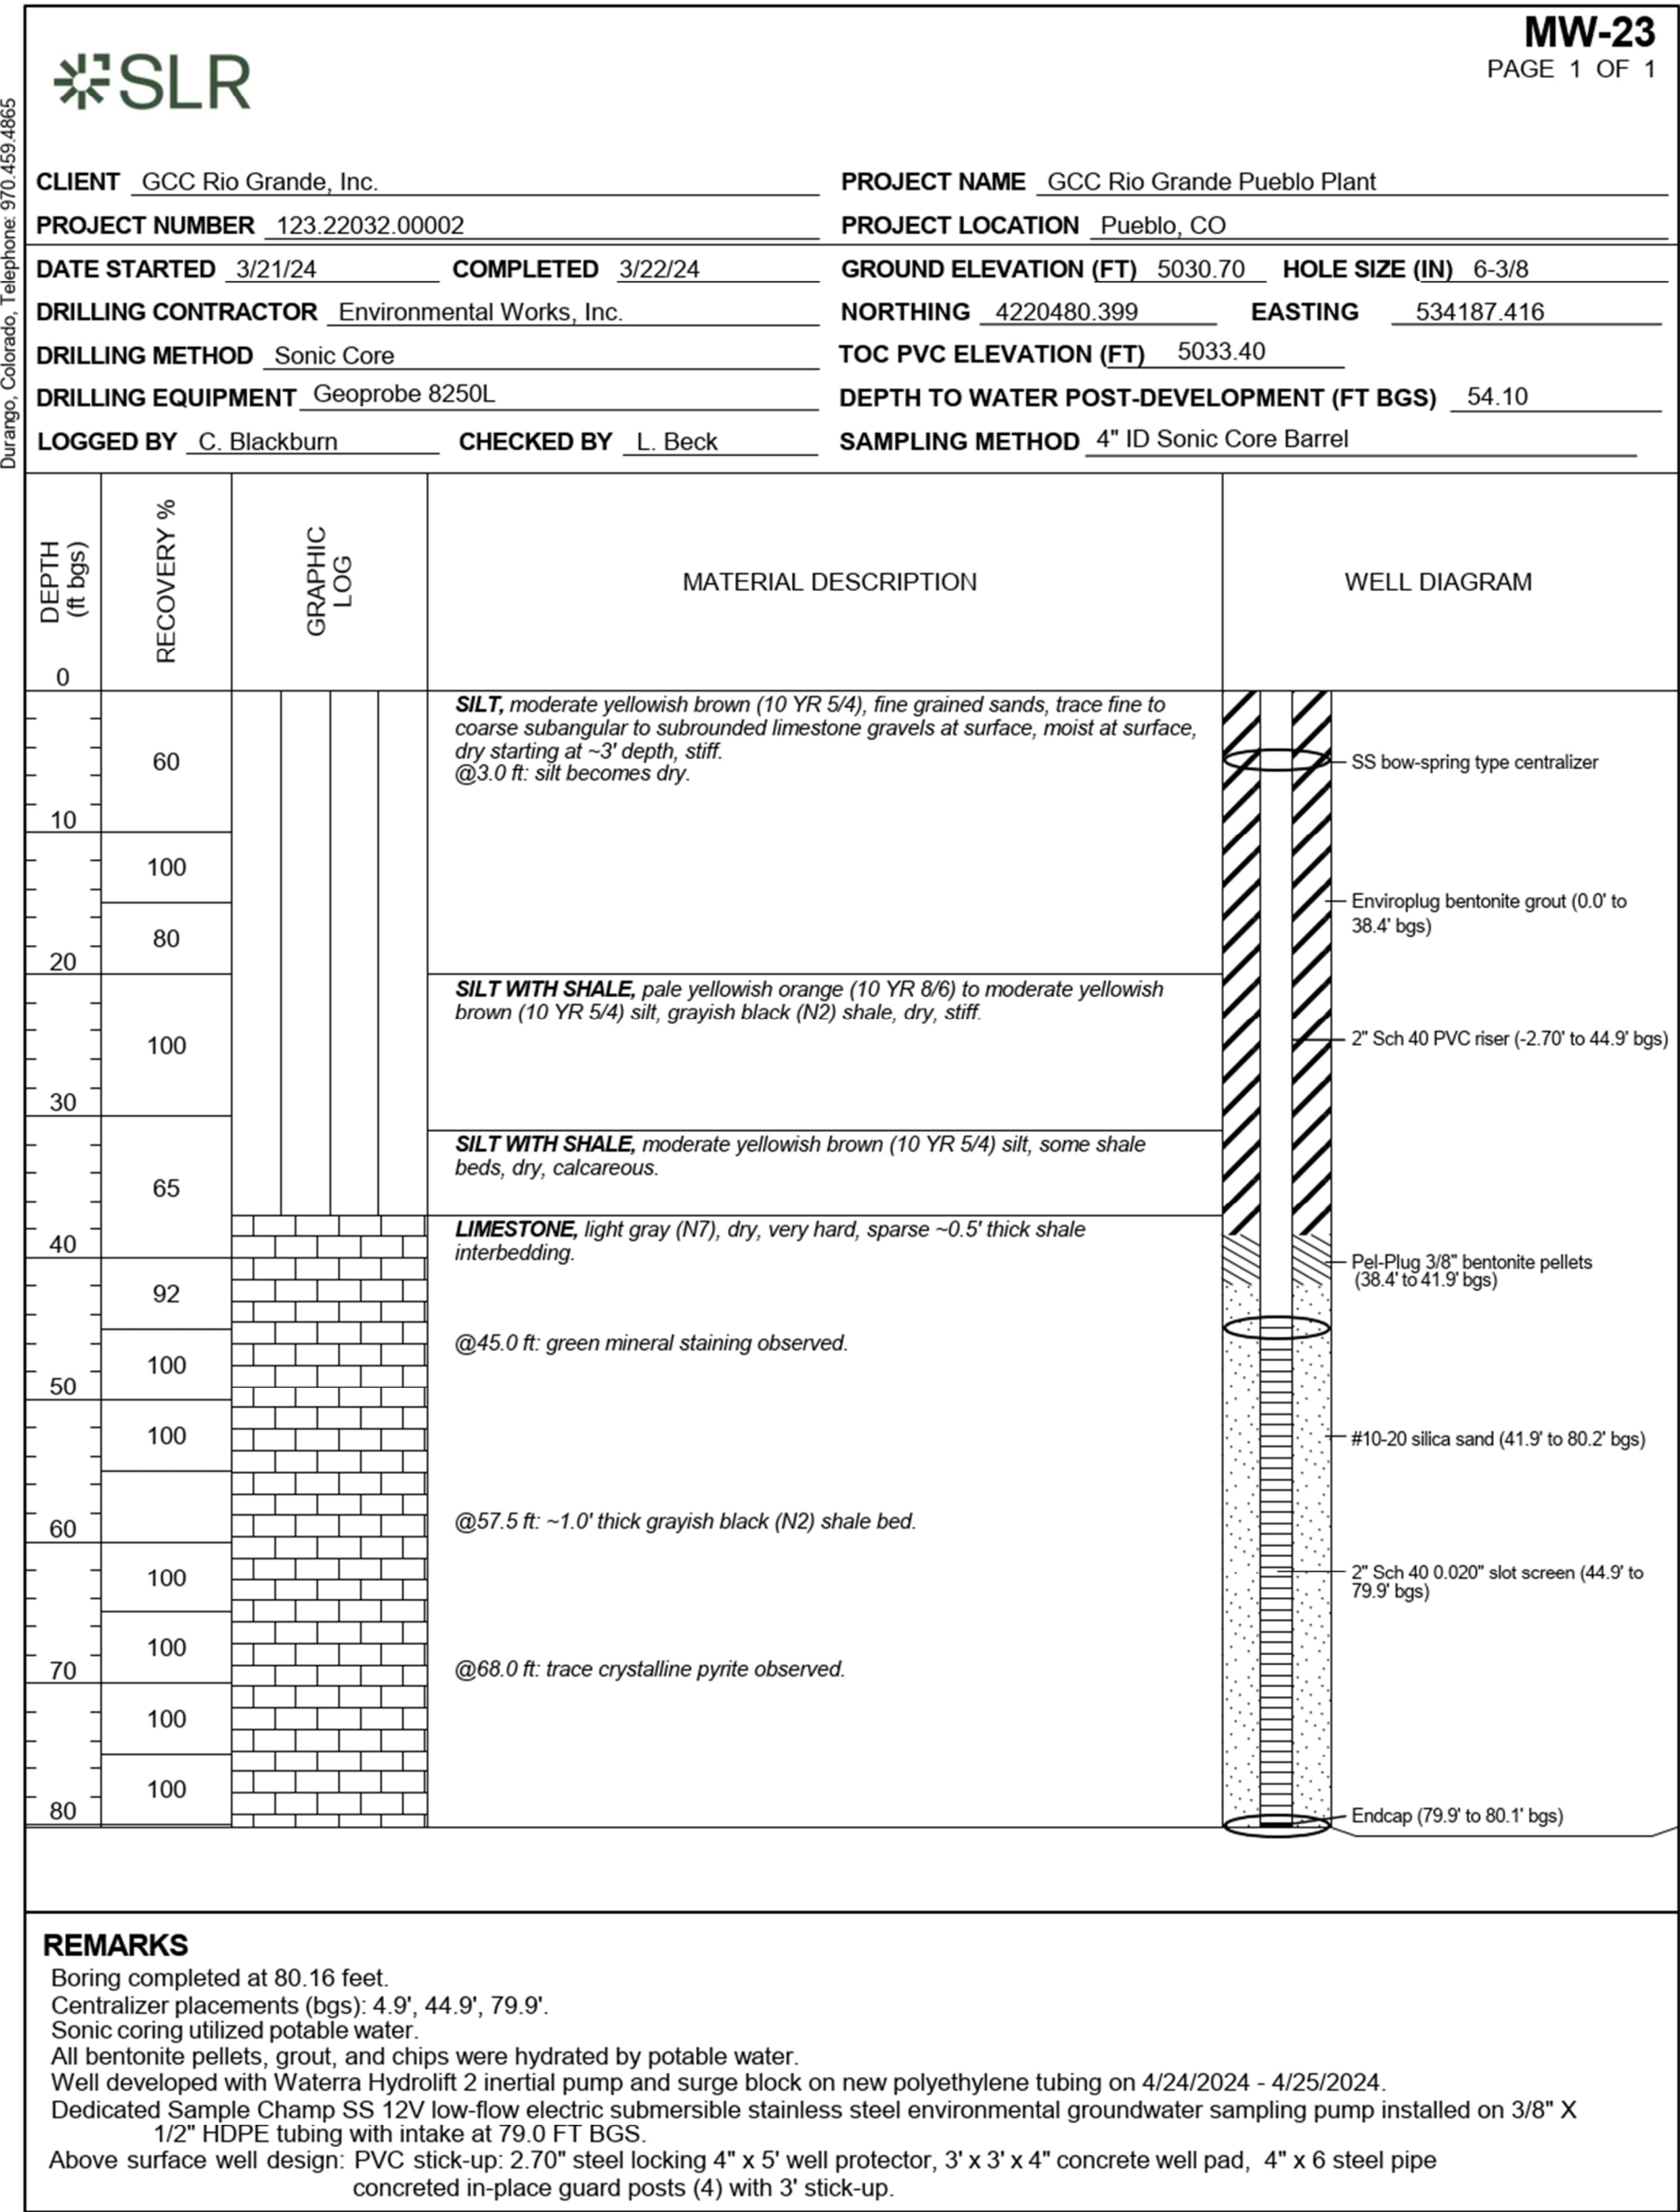 MW-23
PAGE 1 OF 1
SLR
Durango, Colorado, Telephone: 970.459.4865
CLIENT GCC Rio Grande, Inc. PROJECT NAME GCC Rio Grande Pueblo Plant
PROJECT NUMBER 123.22032.00002 PROJECT LOCATION Pueblo, CO
DATE STARTED 3/21/24 COMPLETED 3/22/24 GROUND ELEVATION (FT) 5030.70 HOLE SIZE (IN) 6-3/8
DRILLING CONTRACTOR Environmental Works, Inc. NORTHING 4220480.399 EASTING 534187.416
DRILLING METHOD Sonic Core TOC PVC ELEVATION (FT) 5033.40
DRILLING EQUIPMENT Geoprobe 8250L DEPTH TO WATER POST-DEVELOPMENT (FT BGS) 54.10
LOGGED BY C. Blackburn CHECKED BY L. Beck SAMPLING METHOD 4" ID Sonic Core Barrel
DEPTH
(ft bgs)
RECOVERY %
GRAPHIC
LOG
MATERIAL DESCRIPTION
WELL DIAGRAM
0
10
20
30
40
50
60
70
80
60
100
80
100
65
92
100
100
100
100
100
100
SILT, moderate yellowish brown (10 YR 5/4), fine grained sands, trace fine to
coarse subangular to subrounded limestone gravels at surface, moist at surface,
dry starting at ~3' depth, stiff.
@3.0 ft: silt becomes dry.
SILT WITH SHALE, pale yellowish orange (10 YR 8/6) to moderate yellowish
brown (10 YR 5/4) silt, grayish black (N2) shale, dry, stiff.
SILT WITH SHALE, moderate yellowish brown (10 YR 5/4) silt, some shale
beds, dry, calcareous.
LIMESTONE, light gray (N7), dry, very hard, sparse ~0.5' thick shale
interbedding.
@45.0 ft: green mineral staining observed.
@57.5 ft: ~1.0' thick grayish black (N2) shale bed.
@68.0 ft: trace crystalline pyrite observed.
SS bow-spring type centralizer
Enviroplug bentonite grout (0.0' to
38.4' bgs)
2" Sch 40 PVC riser (-2.70' to 44.9' bgs)
Pel-Plug 3/8" bentonite pellets
(38.4' to 41.9' bgs)
#10-20 silica sand (41.9' to 80.2' bgs)
2" Sch 40 0.020" slot screen (44.9' to
79.9' bgs)
Endcap (79.9' to 80.1' bgs)
REMARKS
Boring completed at 80.16 feet.
Centralizer placements (bgs): 4.9', 44.9', 79.9'.
Sonic coring utilized potable water.
All bentonite pellets, grout, and chips were hydrated by potable water.
Well developed with Waterra Hydrolift 2 inertial pump and surge block on new polyethylene tubing on 4/24/2024 - 4/25/2024.
Dedicated Sample Champ SS 12V low-flow electric submersible stainless steel environmental groundwater sampling pump installed on 3/8" X
1/2" HDPE tubing with intake at 79.0 FT BGS.
Above surface well design: PVC stick-up: 2.70" steel locking 4" x 5' well protector, 3' x 3' x 4" concrete well pad, 4" x 6 steel pipe
concreted in-place guard posts (4) with 3' stick-up.